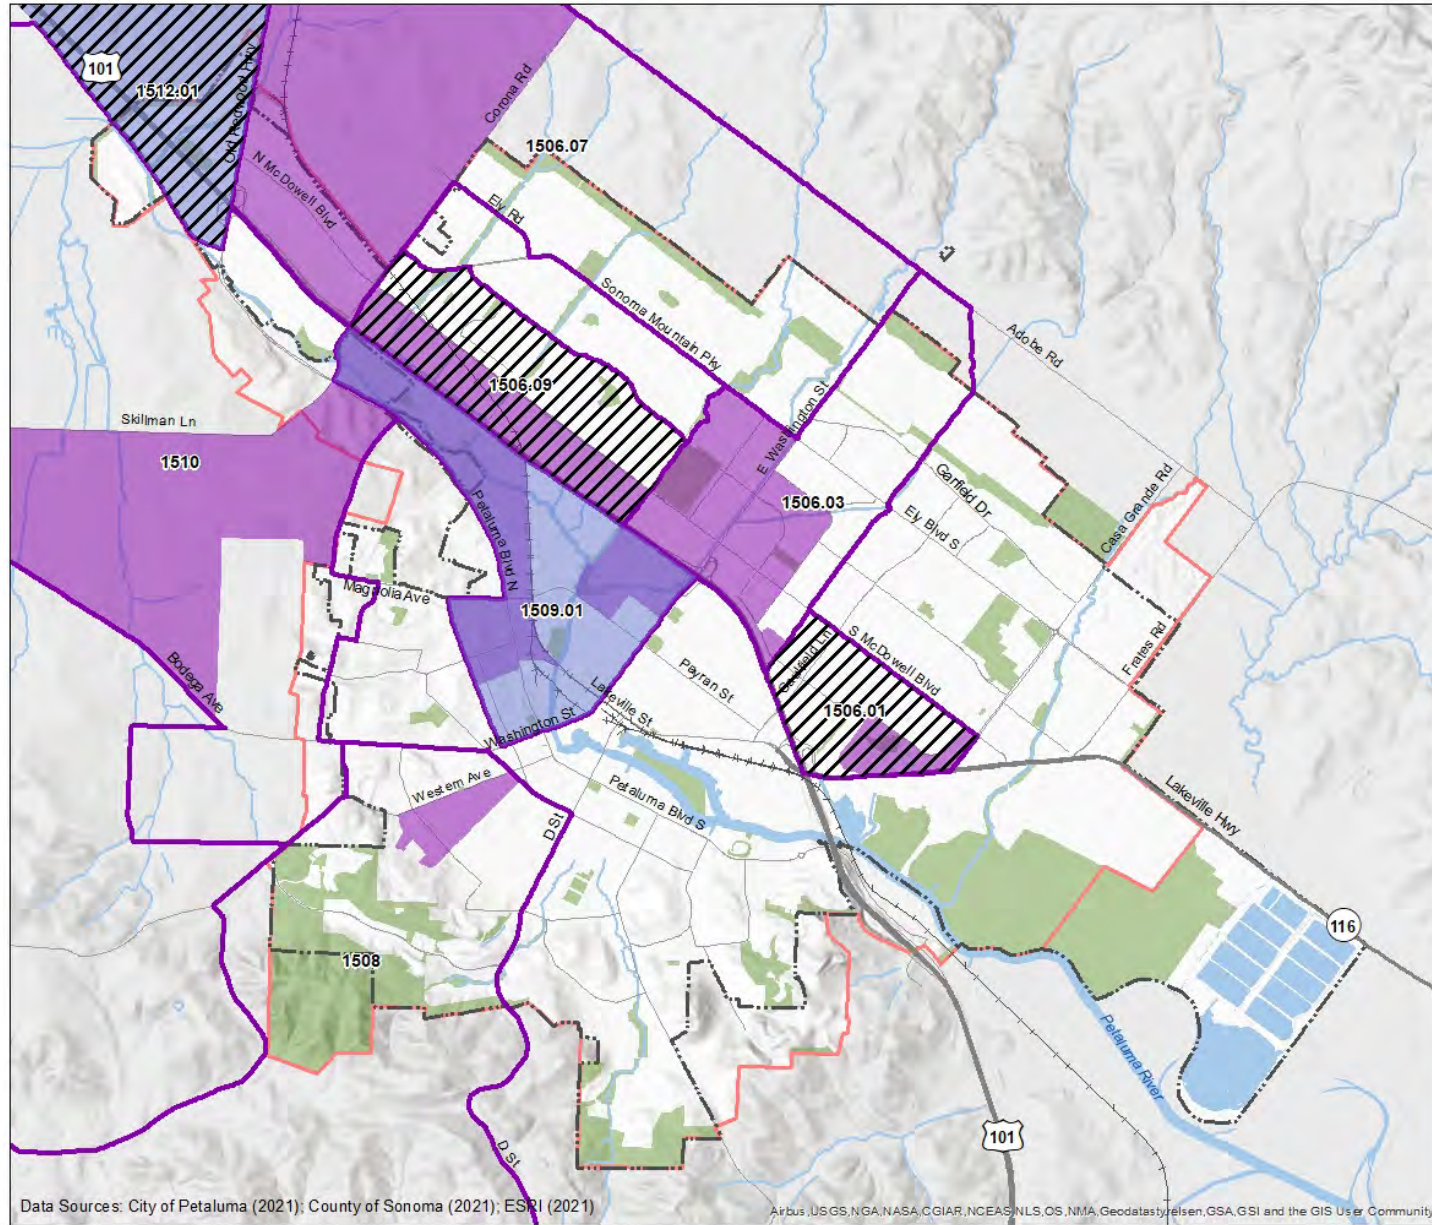 101
1512.01
Old Redwood Hwy
Corona Rd
N McDowell Blvd
1506.07
Ely Rd
Sonoma Mountain Pky
Adobe Rd
1506.09
Skillman Ln
1510
E Washington St
1506.03
Garfield Dr
Ely Blvd S
Casa Grande Rd
Petaluma Blvd N
Magnolia Ave
1509.01
Frates Rd
Bodega Ave
Payran St
Caulfield Ln
S McDowell Blvd
Lakeville St
Washington St
1506.01
Western Ave
Petaluma Blvd S
D St
Lakeville Hwy
116
1508
Petaluma River
101
D St
Data Sources: City of Petaluma (2021); County of Sonoma (2021); ESRI (2021)
Airbus,USGS,NGA,NASA,CGIAR,NCEAS,NLS,OS,NMA,Geodatastyrelsen,GSA,GSI and the GIS User Community